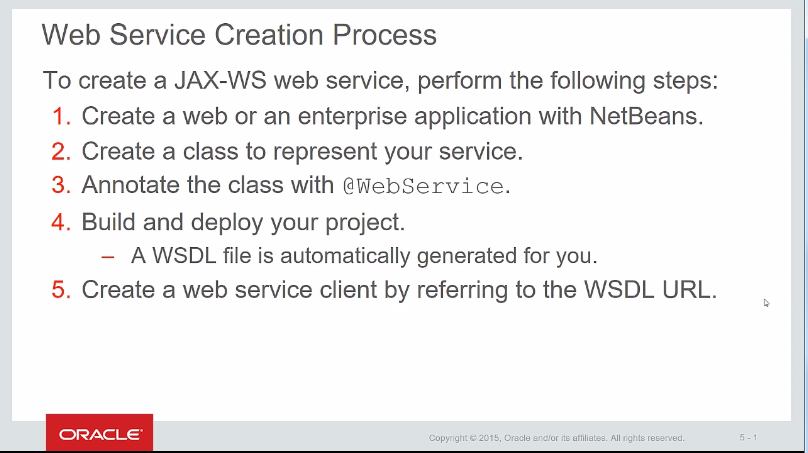 Web Service Creation Process
To create a JAX-WS web service, perform the following steps:
1. Create a web or an enterprise application with NetBeans.
2. Create a class to represent your service.
3. Annotate the class with @WebService.
4. Build and deploy your project.
– A WSDL file is automatically generated for you.
5. Create a web service client by referring to the WSDL URL.
ORACLE®
Copyright © 2015, Oracle and/or its affiliates. All rights reserved.
5 - 1